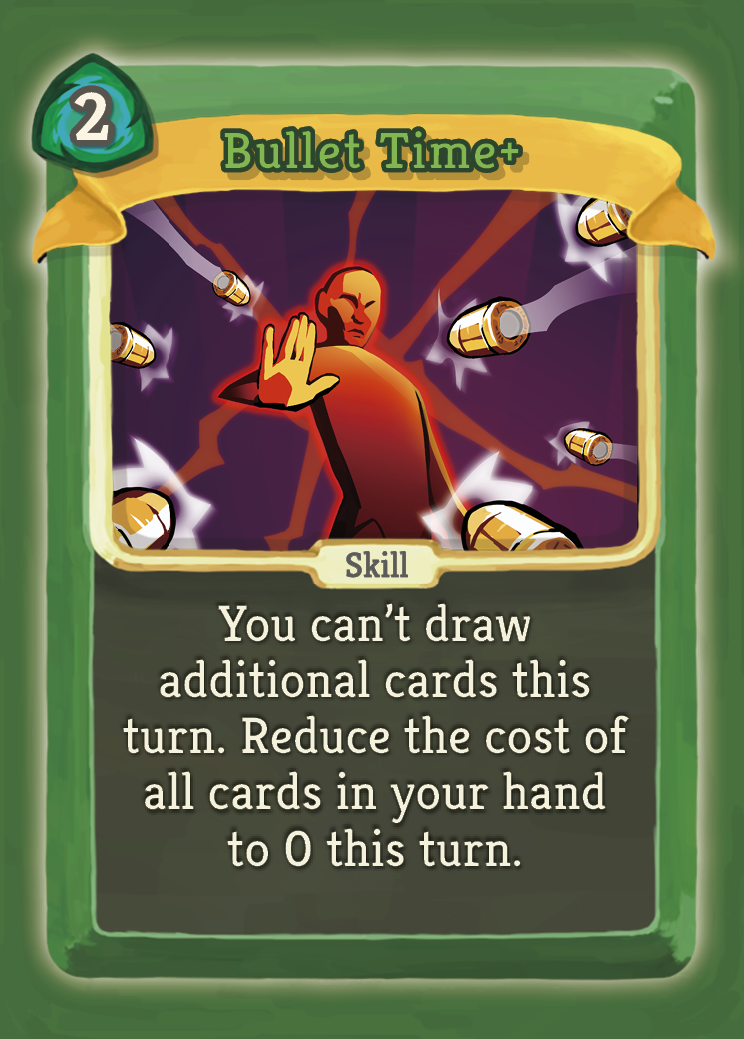 2
Bullet Time+
Skill
You can't draw
additional cards this
turn. Reduce the cost of
all cards in your hand
to 0 this turn.